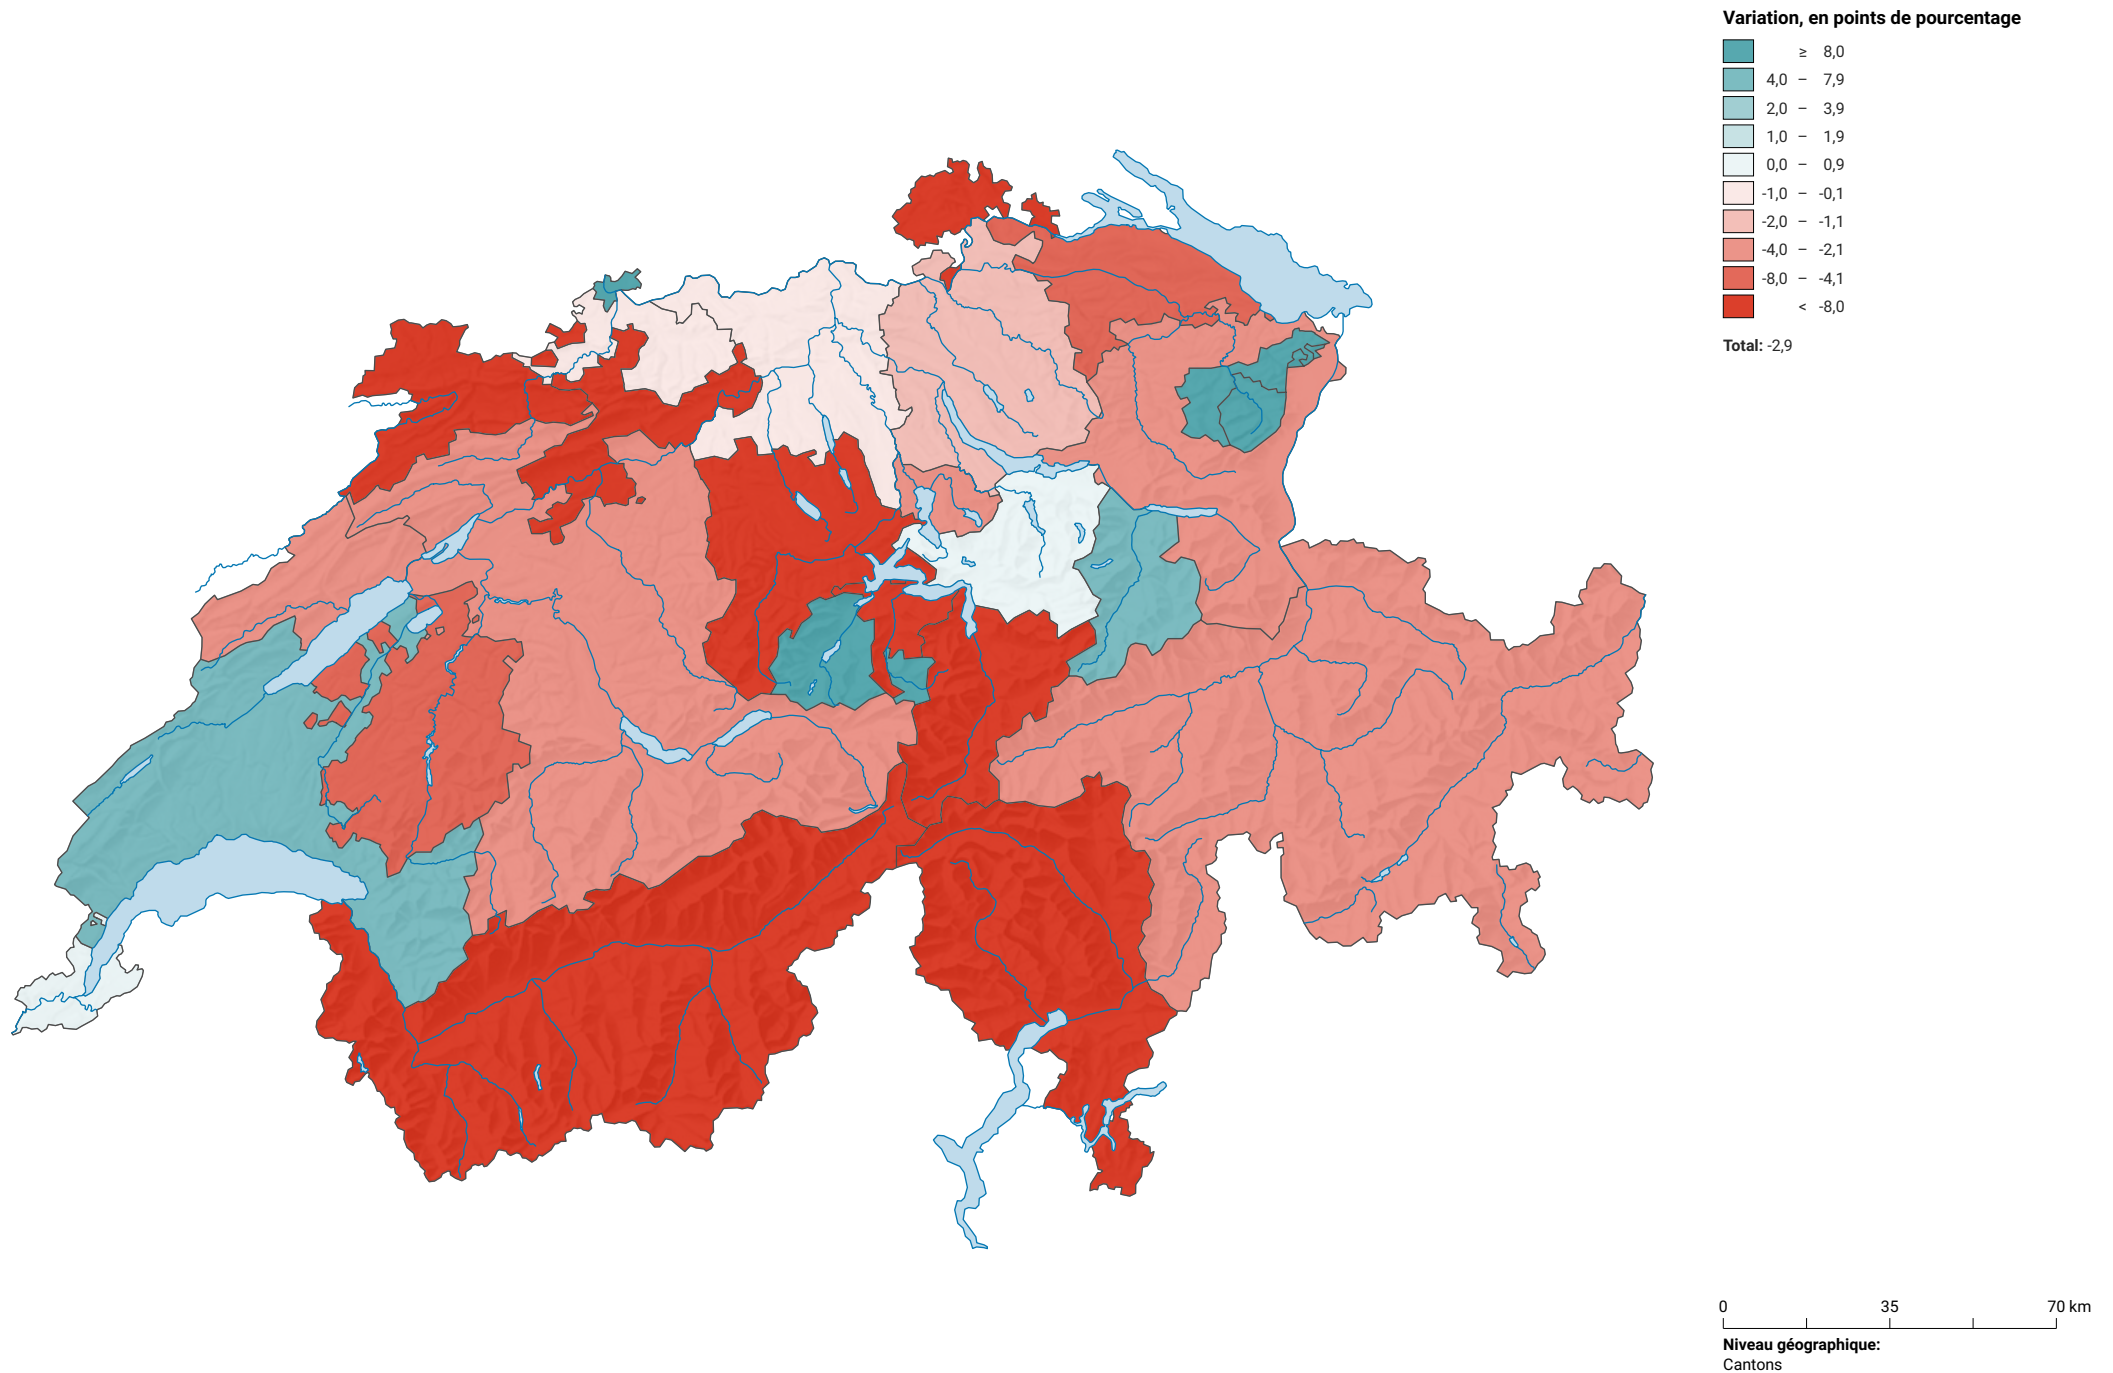 Variation, en points de pourcentage
≥ 8,0
4,0 – 7,9
2,0 – 3,9
1,0 – 1,9
0,0 – 0,9
-1,0 – -0,1
-2,0 – -1,1
-4,0 – -2,1
-8,0 – -4,1
< -8,0
Total: -2,9
0 35 70 km
Niveau géographique:
Cantons